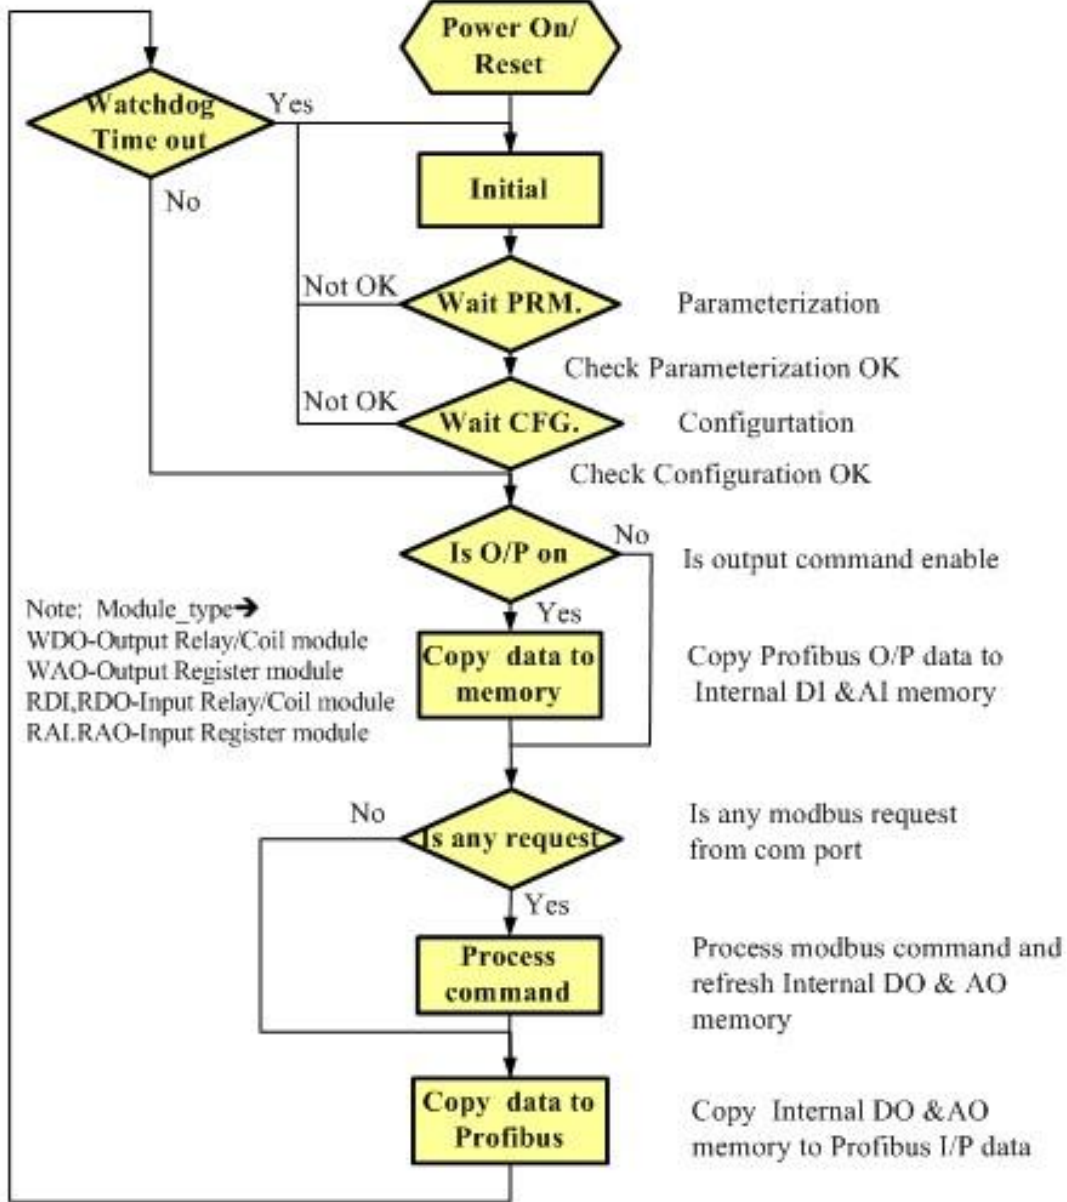 Power On/
Reset
Watchdog
Time out
Yes
No
Initial
Not OK
Wait PRM.
Parameterization
Check Parameterization OK
Not OK
Wait CFG.
Configurtation
Check Configuration OK
Is O/P on
No
Is output command enable
Yes
Note: Module_type➔
WDO-Output Relay/Coil module
WAO-Output Register module
RDI,RDO-Input Relay/Coil module
RAI.RAO-Input Register module
Copy data to
memory
Copy Profibus O/P data to
Internal DI &AI memory
No
Is any request
Is any modbus request
from com port
Yes
Process
command
Process modbus command and
refresh Internal DO & AO
memory
Copy data to
Profibus
Copy Internal DO &AO
memory to Profibus I/P data